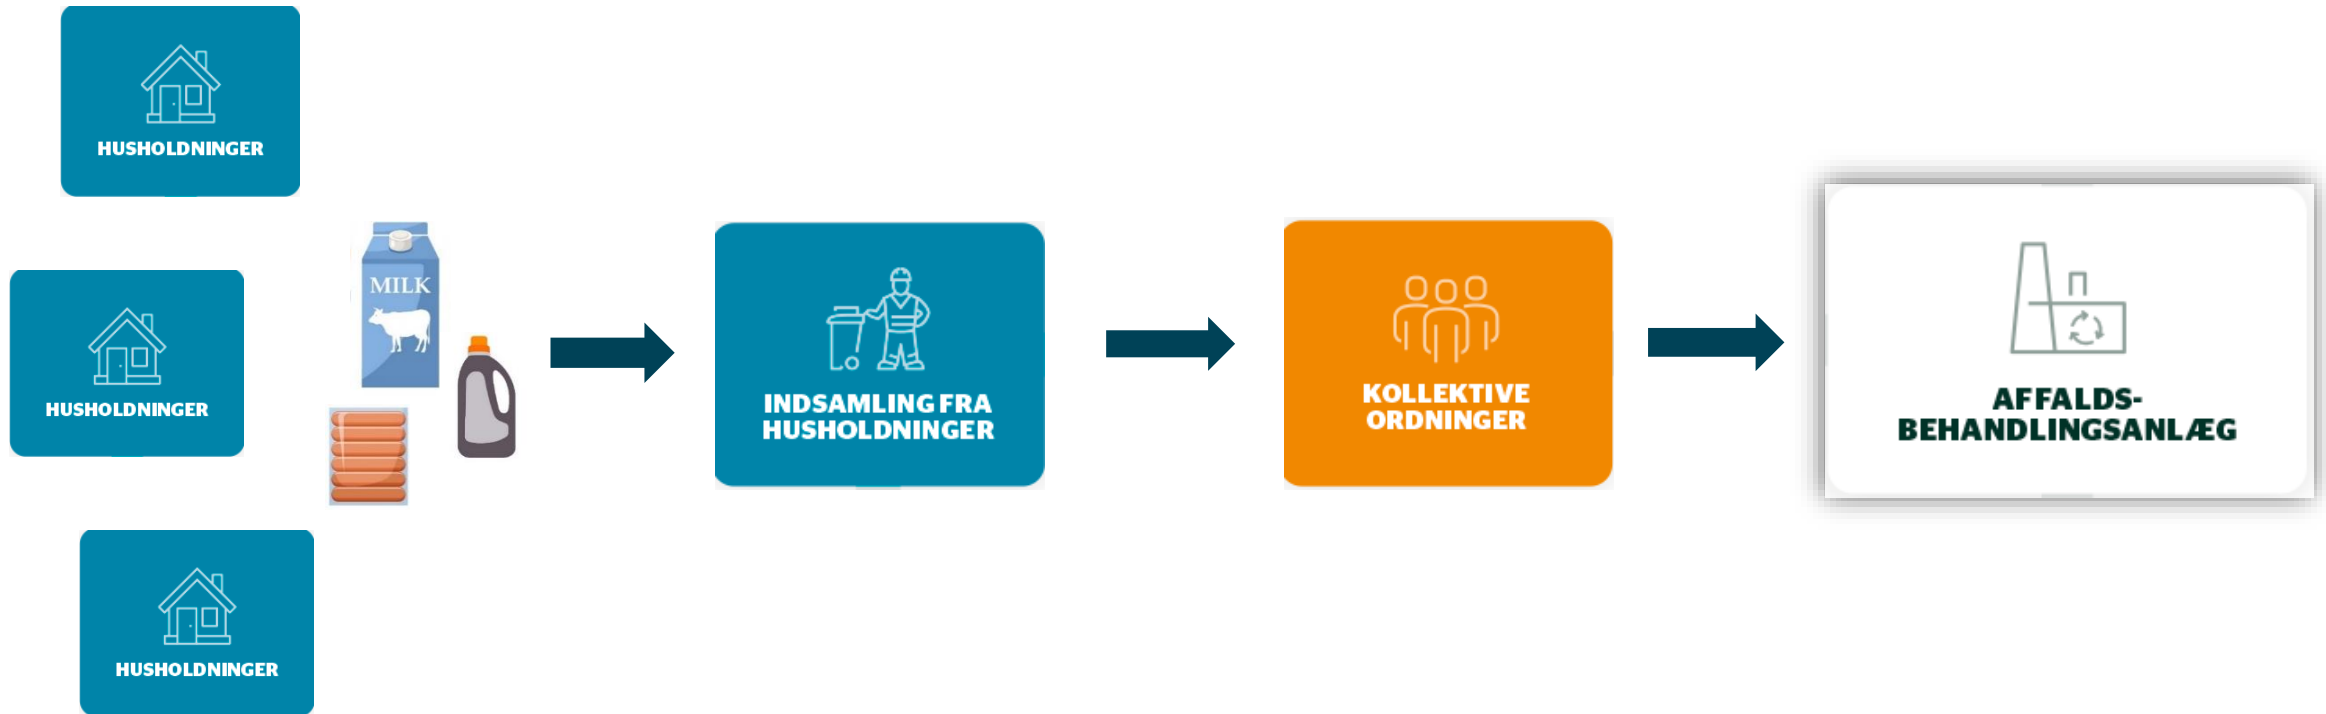 HUSHOLDNINGER
HUSHOLDNINGER
HUSHOLDNINGER
MILK
INDSAMLING FRA
HUSHOLDNINGER
KOLLEKTIVE
ORDNINGER
AFFALDS-
BEHANDLINGSANLÆG